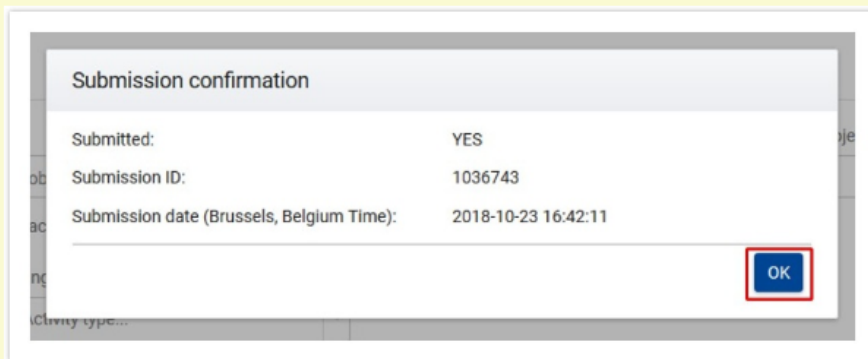 Submission confirmation
Submitted: YES
Submission ID: 1036743
Submission date (Brussels, Belgium Time): 2018-10-23 16:42:11
OK
Activity type...